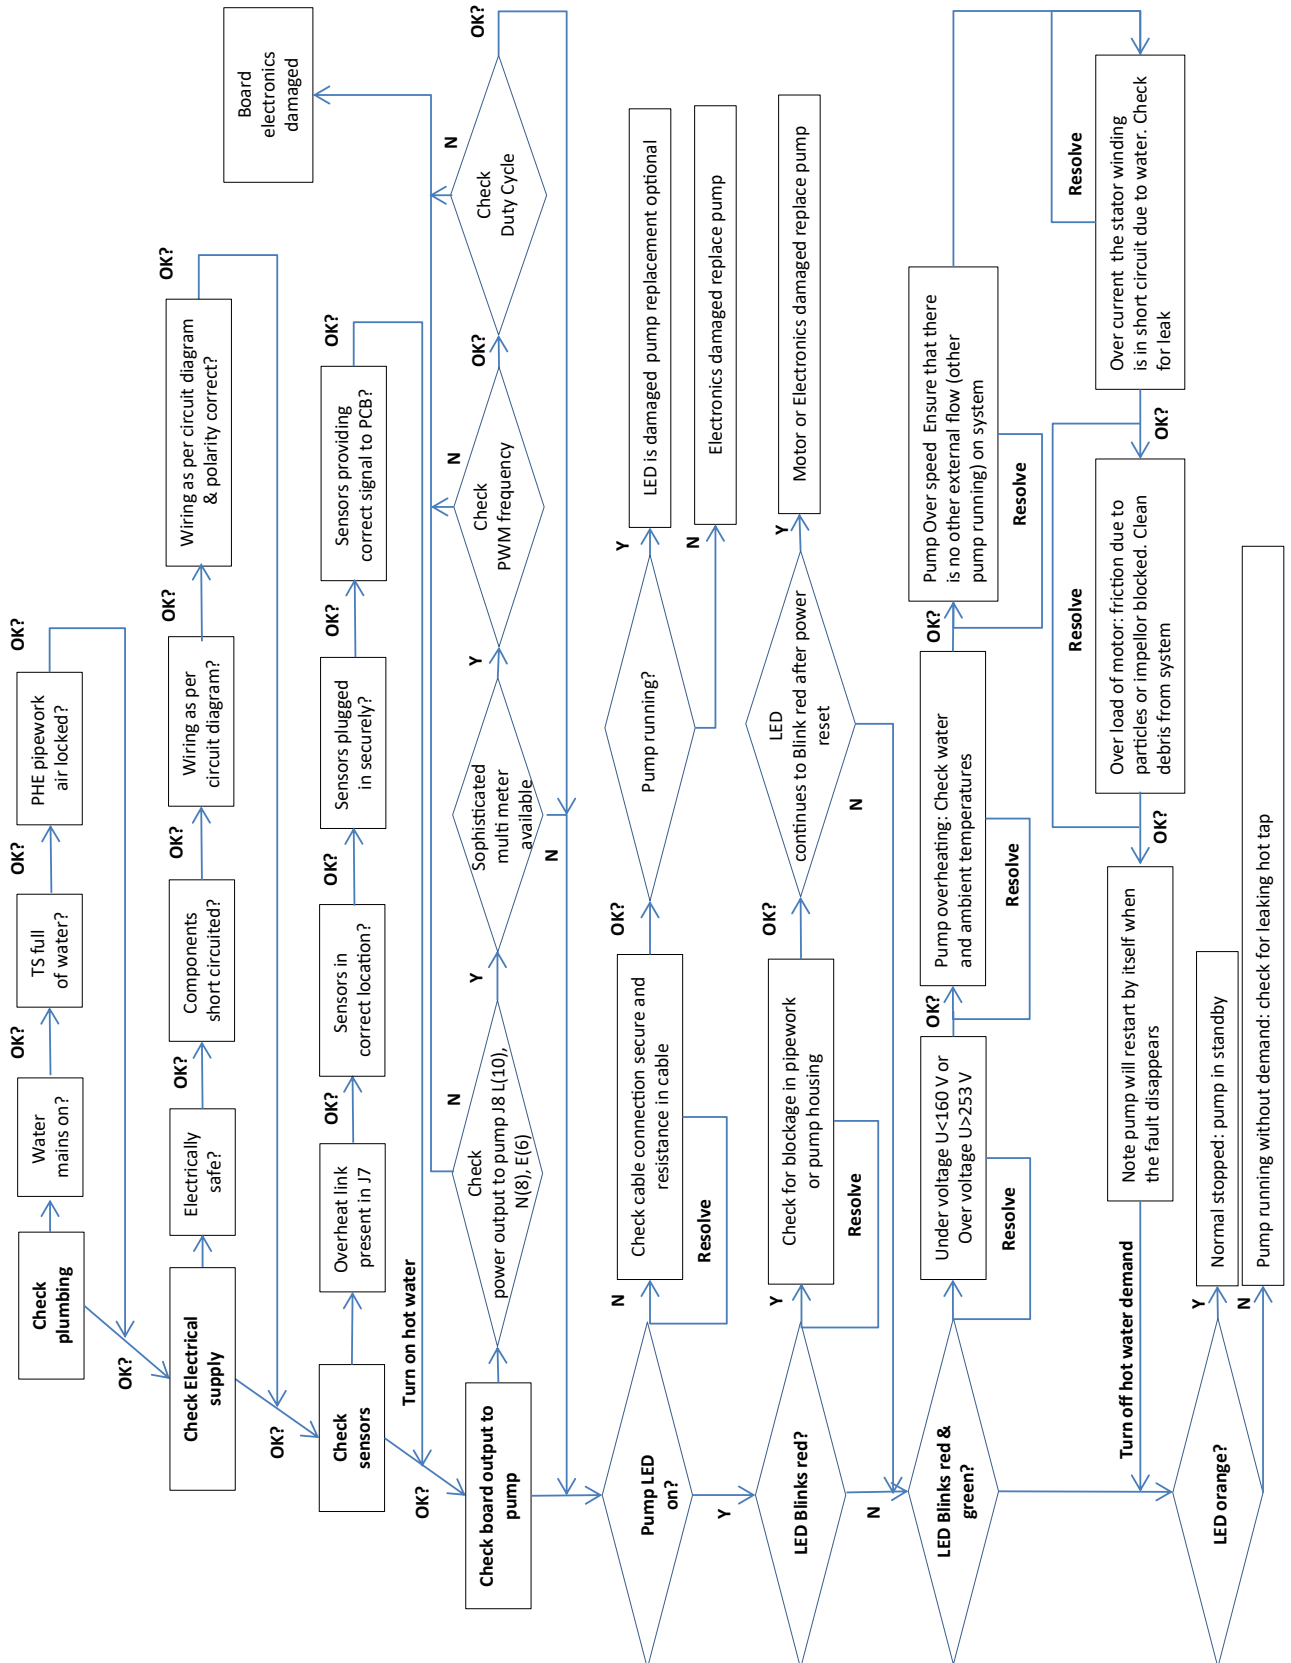 Check
plumbing
Water
mains on?
OK?
TS full
of water?
OK?
PHE pipework
air locked?
OK?
OK?
Check Electrical
supply
Electrically
safe?
OK?
Components
short circuited?
OK?
Wiring as per
circuit diagram?
OK?
Wiring as per circuit diagram
& polarity correct?
OK?
OK?
Check
sensors
Overheat link
present in J7
OK?
Sensors in
correct location?
OK?
Sensors plugged
in securely?
OK?
Sensors providing
correct signal to PCB?
OK?
Turn on hot water
OK?
Check board output to
pump
Check
power output to pump J8 L(10),
N(8), E(6)
N
Y
Sophisticated
multi meter
available
N
Y
Check
PWM frequency
N
OK?
Check
Duty Cycle
N
OK?
Board
electronics
damaged
Pump LED
on?
N
Check cable connection secure and
resistance in cable
Resolve
OK?
Pump running?
Y
LED is damaged pump replacement optional
N
Electronics damaged replace pump
Y
LED Blinks red?
Y
Check for blockage in pipework
or pump housing
Resolve
OK?
LED
continues to Blink red after power
reset
Y
Motor or Electronics damaged replace pump
N
N
LED Blinks red &
green?
Under voltage U<160 V or
Over voltage U>253 V
Resolve
OK?
Pump overheating: Check water
and ambient temperatures
Resolve
OK?
Pump Over speed Ensure that there
is no other external flow (other
pump running) on system
Resolve
Resolve
Over current the stator winding
is in short circuit due to water. Check
for leak
OK?
Resolve
Over load of motor: friction due to
particles or impellor blocked. Clean
debris from system
OK?
Note pump will restart by itself when
the fault disappears
Turn off hot water demand
LED orange?
Y
Normal stopped: pump in standby
N
Pump running without demand: check for leaking hot tap